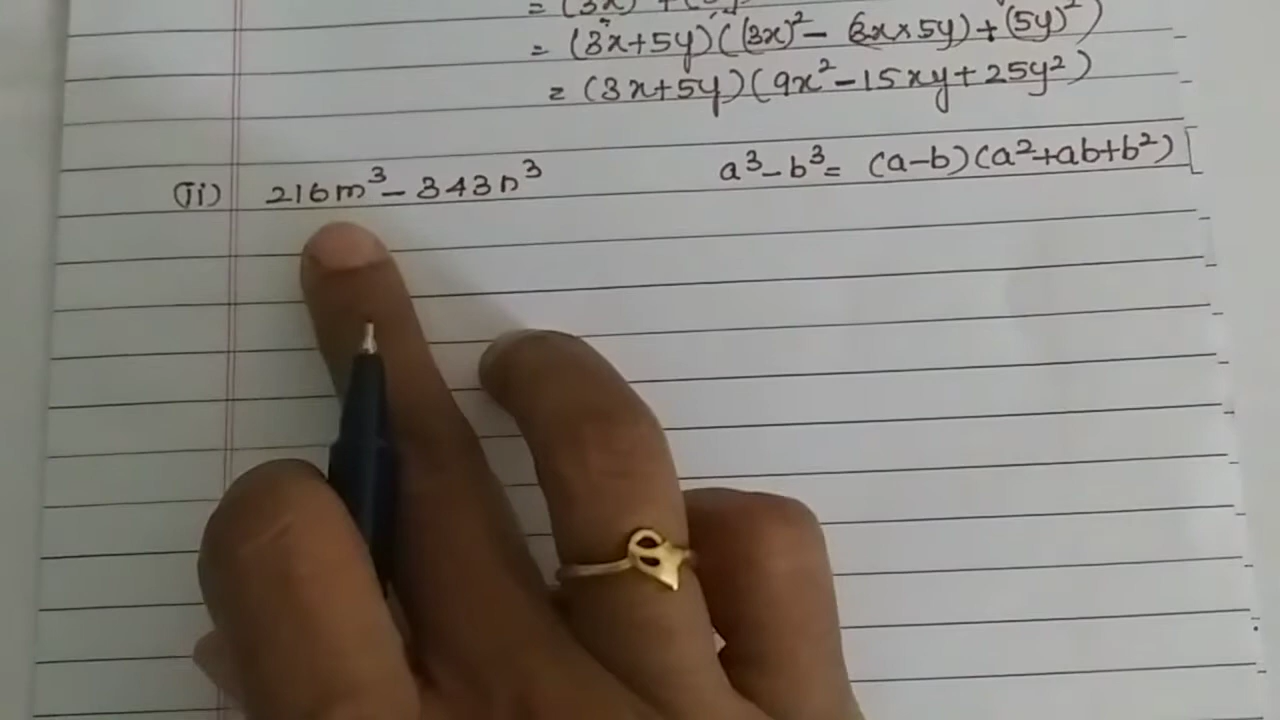 = (3x+5y)((3x)² - 3x×5y)+(5y)²)
= (3x+5y)(9x²-15xy+25y²)
(ii) 216m³-343n³ a³-b³= (a-b)(a²+ab+b²)